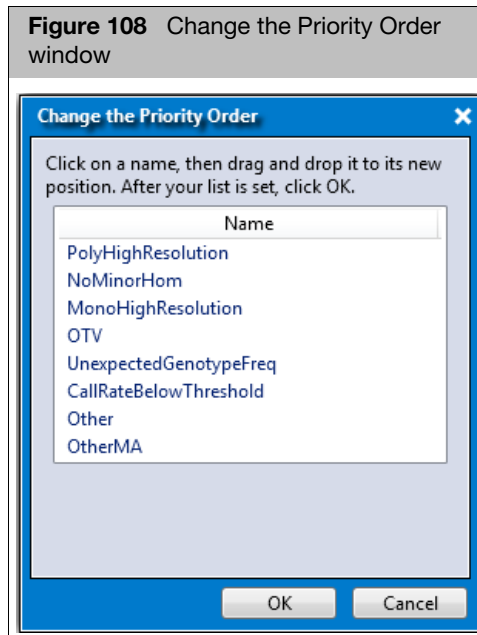 Figure 108 Change the Priority Order
window
Change the Priority Order
Click on a name, then drag and drop it to its new
position. After your list is set, click OK.
Name
PolyHighResolution
NoMinorHom
MonoHighResolution
OTV
UnexpectedGenotypeFreq
CallRateBelowThreshold
Other
OtherMA
OK Cancel